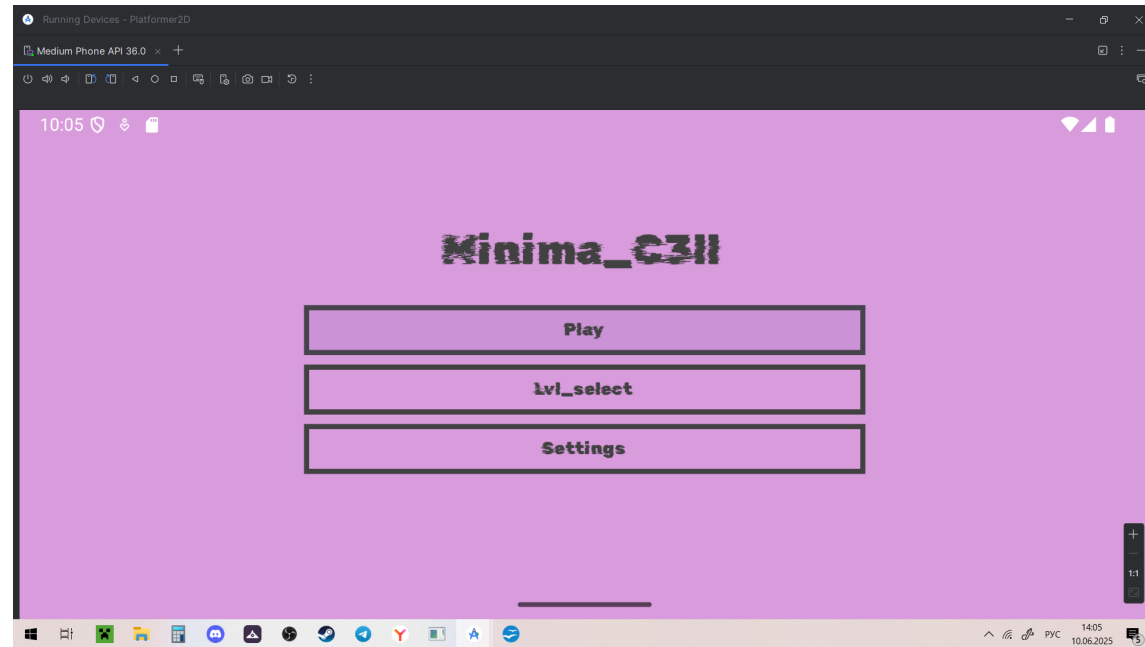 Running Devices - Platformer2D
Medium Phone API 36.0
10:05
Minima_C3ll
Play
Lvl_select
Settings
1:1
РУС
14:05
10.06.2025
5